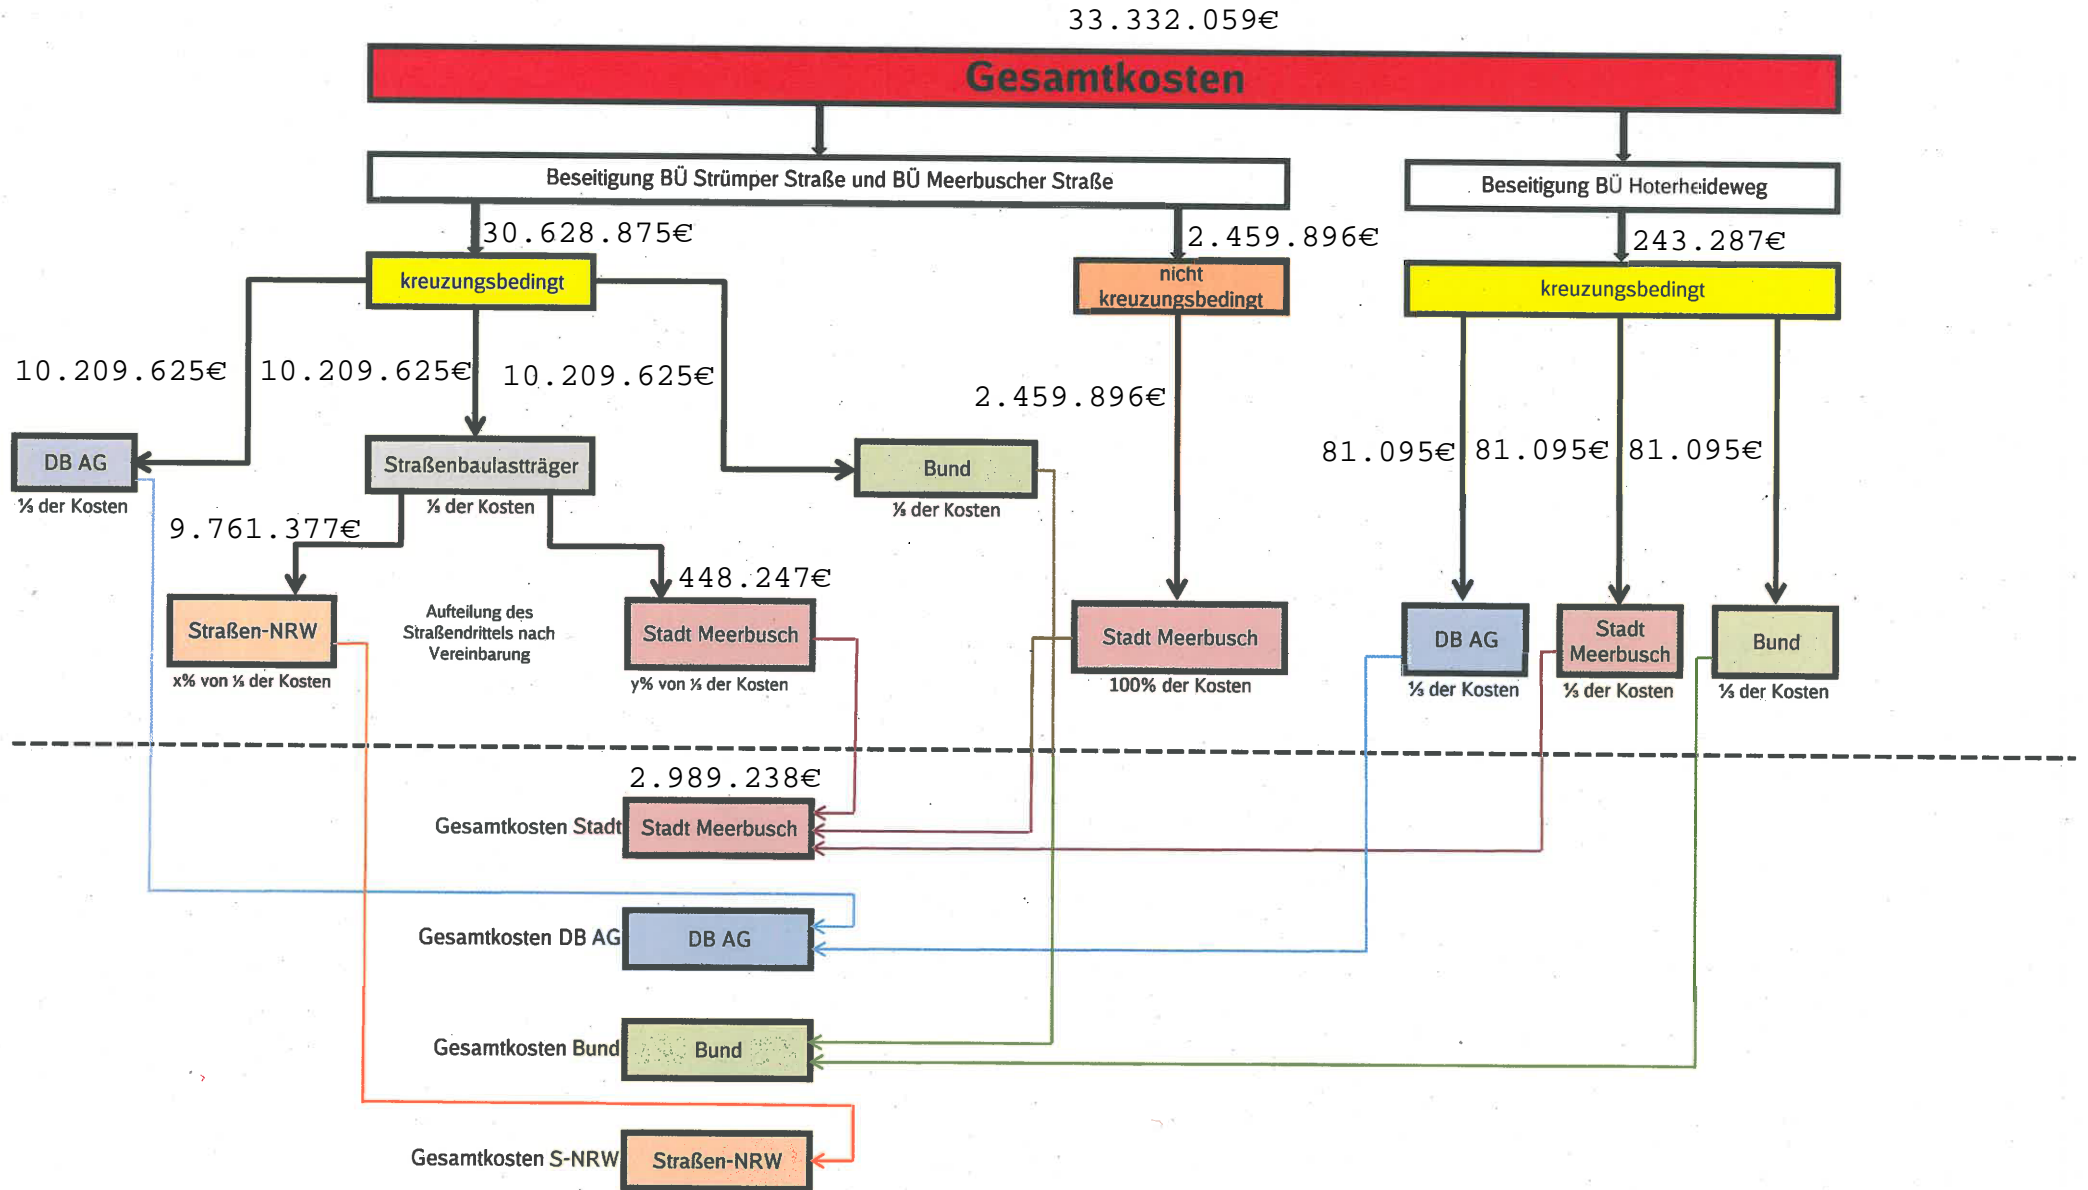 33.332.059€
Gesamtkosten
Beseitigung BÜ Strümper Straße und BÜ Meerbuscher Straße
Beseitigung BÜ Hoterheideweg
30.628.875€
2.459.896€
243.287€
kreuzungsbedingt
nicht
kreuzungsbedingt
kreuzungsbedingt
10.209.625€
10.209.625€
10.209.625€
2.459.896€
81.095€
81.095€
81.095€
DB AG
⅓ der Kosten
Straßenbaulastträger
⅓ der Kosten
Bund
⅓ der Kosten
9.761.377€
448.247€
Straßen-NRW
x% von ⅓ der Kosten
Aufteilung des
Straßendrittels nach
Vereinbarung
Stadt Meerbusch
y% von ⅓ der Kosten
Stadt Meerbusch
100% der Kosten
DB AG
⅓ der Kosten
Stadt
Meerbusch
⅓ der Kosten
Bund
⅓ der Kosten
2.989.238€
Gesamtkosten Stadt
Stadt Meerbusch
Gesamtkosten DB AG
DB AG
Gesamtkosten Bund
Bund
Gesamtkosten S-NRW
Straßen-NRW